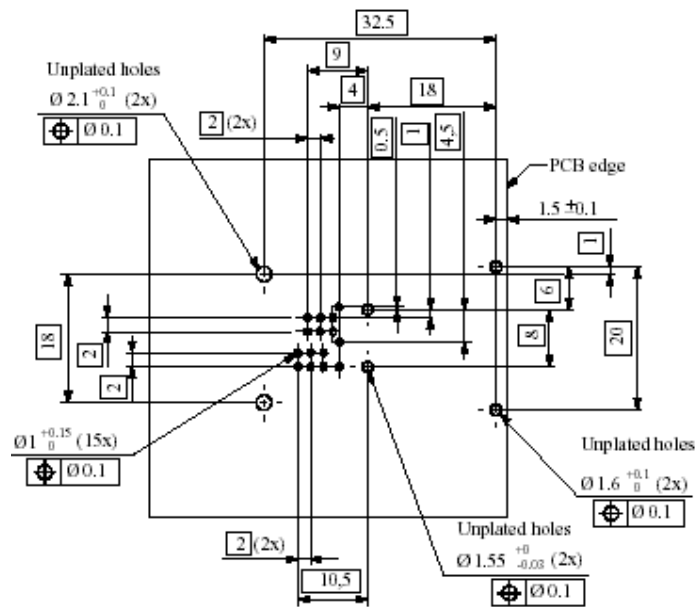 32.5
9
4
18
Unplated holes
Ø 2.1 +0.1 0 (2x)
Ø 0.1
2 (2x)
0.5
1
4,5
PCB edge
1.5 ±0.1
1
6
18
2
2
8
20
Ø1 +0.15 0 (15x)
Ø 0.1
Unplated holes
Ø 1.6 +0.1 0 (2x)
Ø 0.1
Unplated holes
Ø 1.55 +0 -0.03 (2x)
Ø 0.1
2 (2x)
10,5